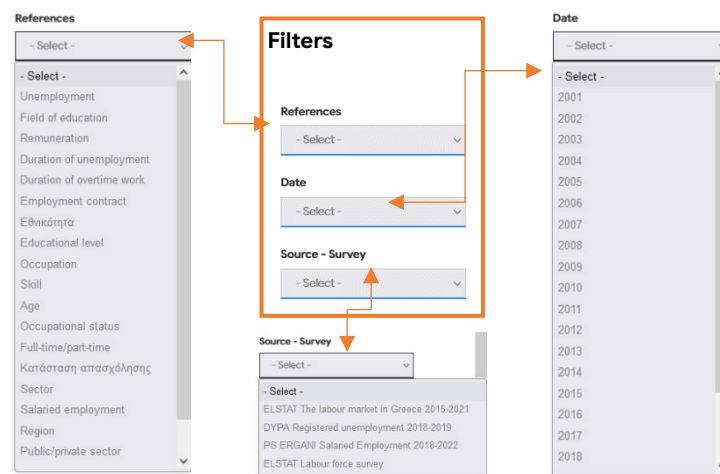 References
- Select -
- Select -
Unemployment
Field of education
Remuneration
Duration of unemployment
Duration of overtime work
Employment contract
Εθνικότητα
Educational level
Occupation
Skill
Age
Occupational status
Full-time/part-time
Κατάσταση απασχόλησης
Sector
Salaried employment
Region
Public/private sector
Filters
References
- Select -
Date
- Select -
Source - Survey
- Select -
Source - Survey
- Select -
- Select -
ELSTAT The labour market in Greece 2015-2021
DYPA Registered unemployment 2018-2019
PS ERGANI Salaried Employment 2018-2022
ELSTAT Labour force survey
Date
- Select -
- Select -
2001
2002
2003
2004
2005
2006
2007
2008
2009
2010
2011
2012
2013
2014
2015
2016
2017
2018